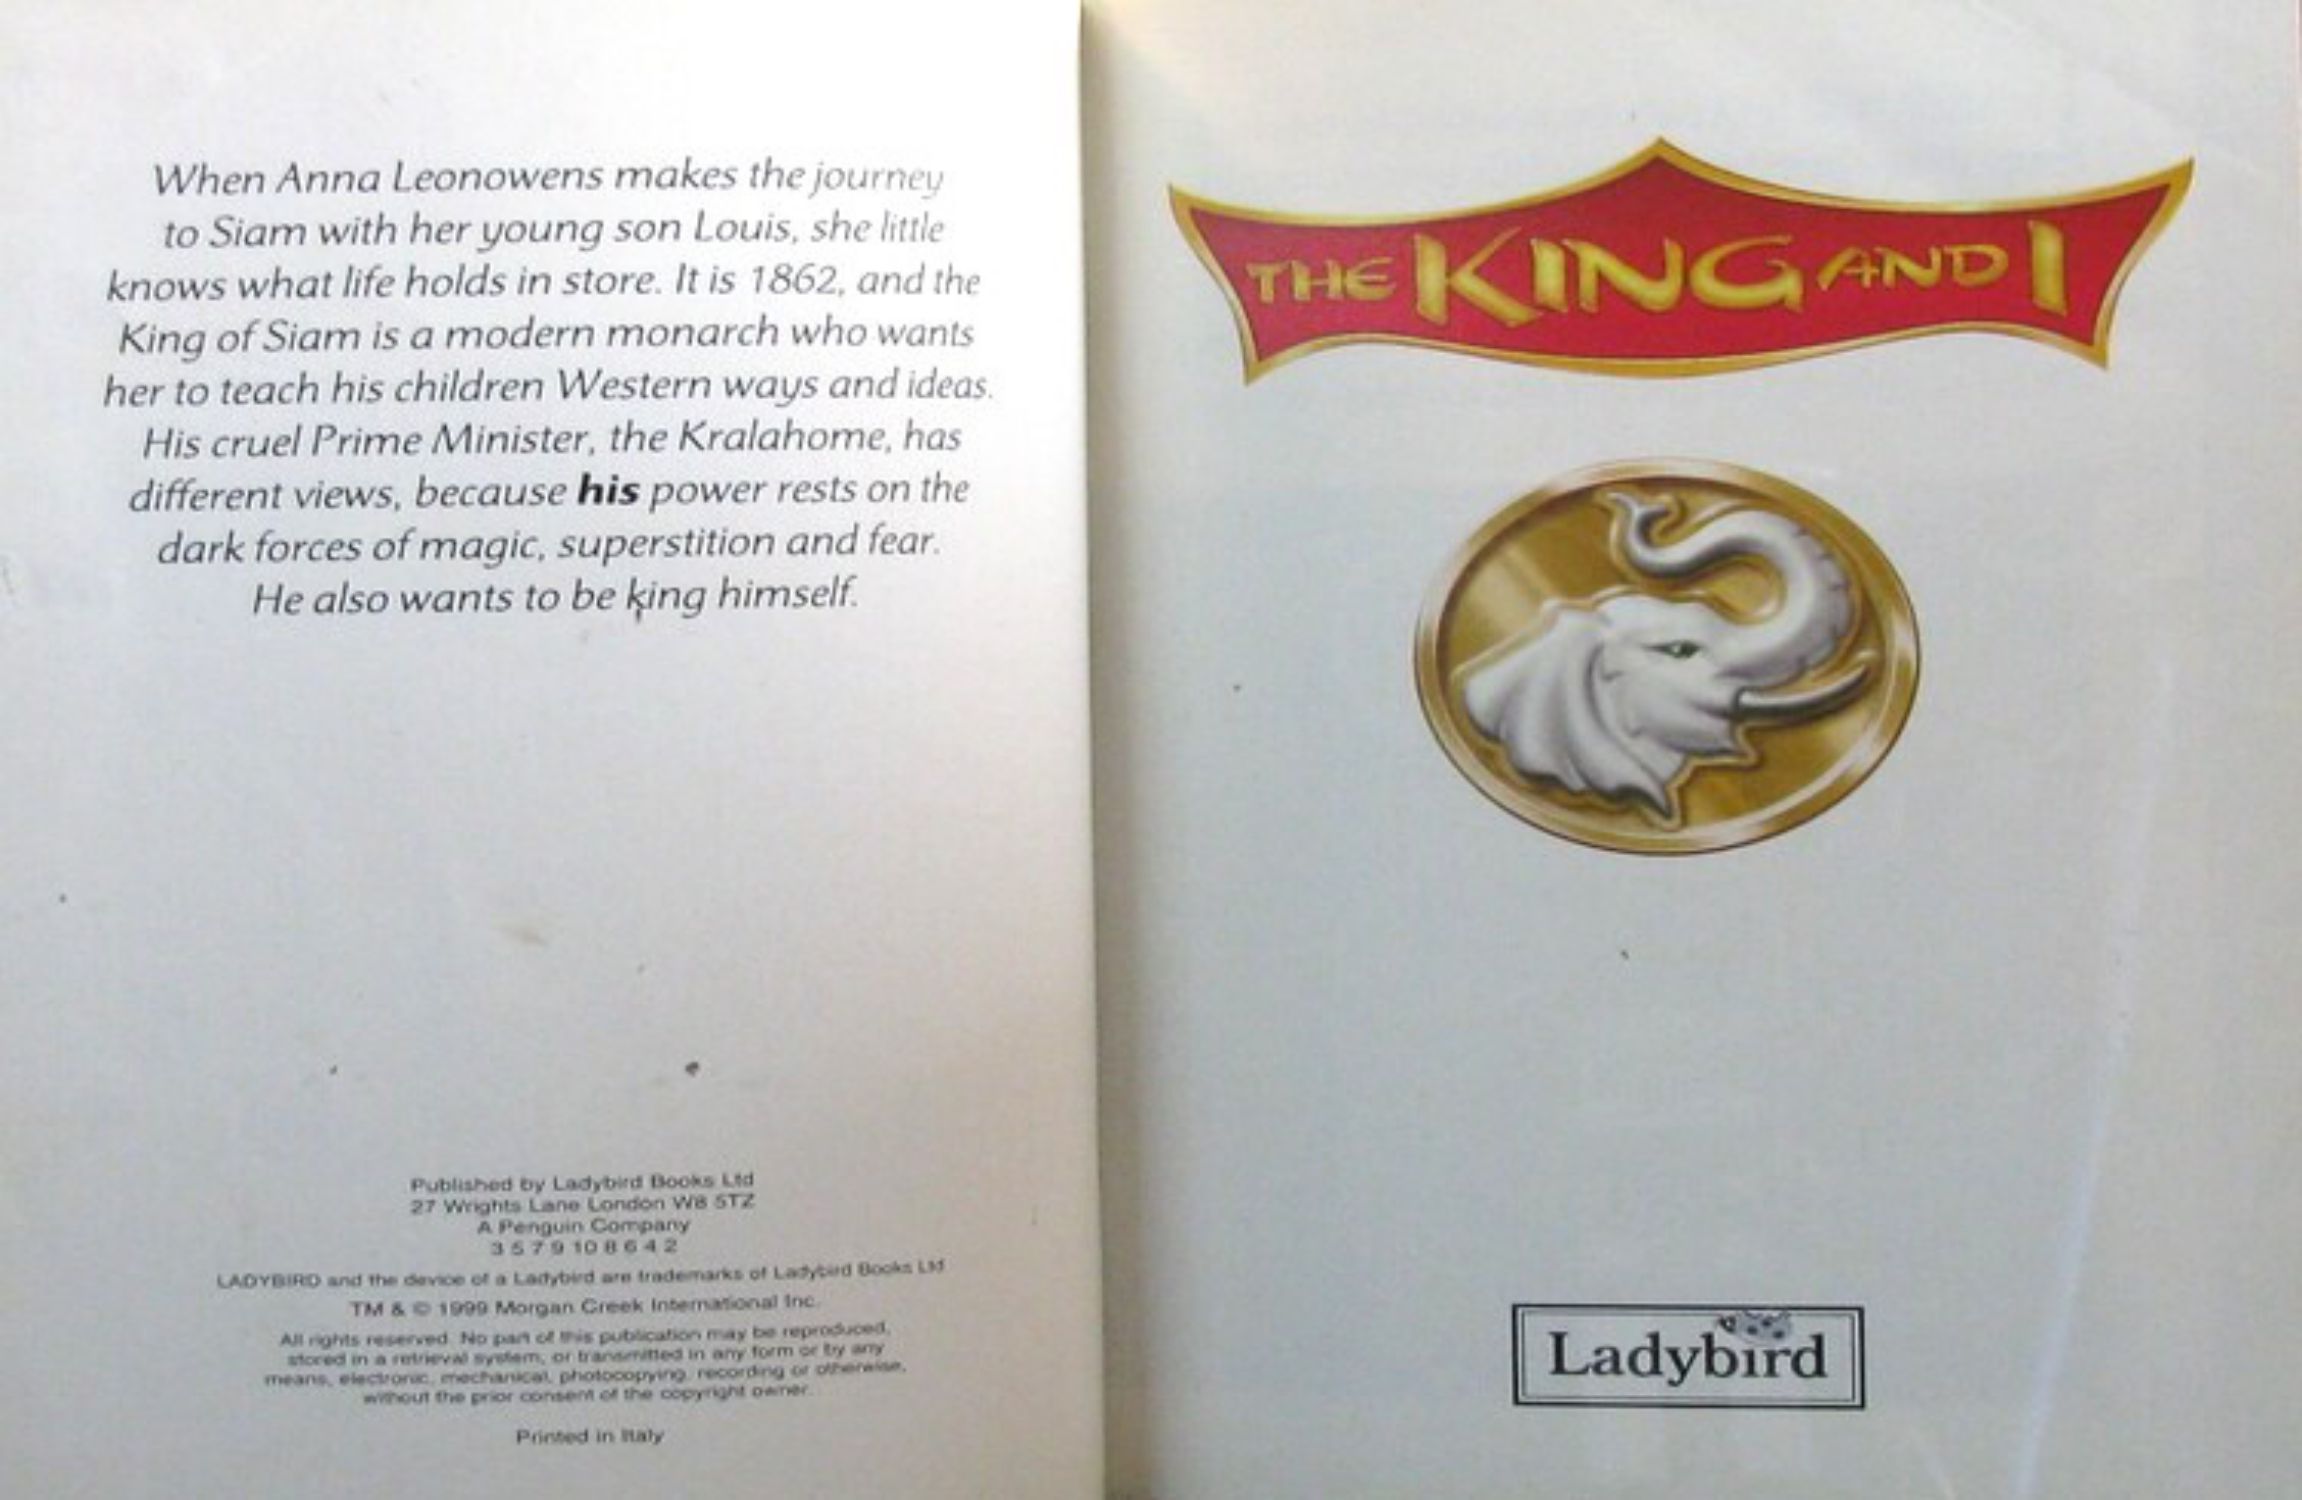 When Anna Leonowens makes the journey
to Siam with her young son Louis, she little
knows what life holds in store. It is 1862, and the
King of Siam is a modern monarch who wants
her to teach his children Western ways and ideas.
His cruel Prime Minister, the Kralahome, has
different views, because his power rests on the
dark forces of magic, superstition and fear.
He also wants to be king himself.
Published by Ladybird Books Ltd
27 Wrights Lane London W8 5TZ
A Penguin Company
3 5 7 9 10 8 6 4 2
LADYBIRD and the device of a Ladybird are trademarks of Ladybird Books Ltd
TM & © 1999 Morgan Creek International Inc.
All rights reserved. No part of this publication may be reproduced,
stored in a retrieval system, or transmitted in any form or by any
means, electronic, mechanical, photocopying, recording or otherwise,
without the prior consent of the copyright owner.
Printed in Italy
THE KING AND I
Ladybird